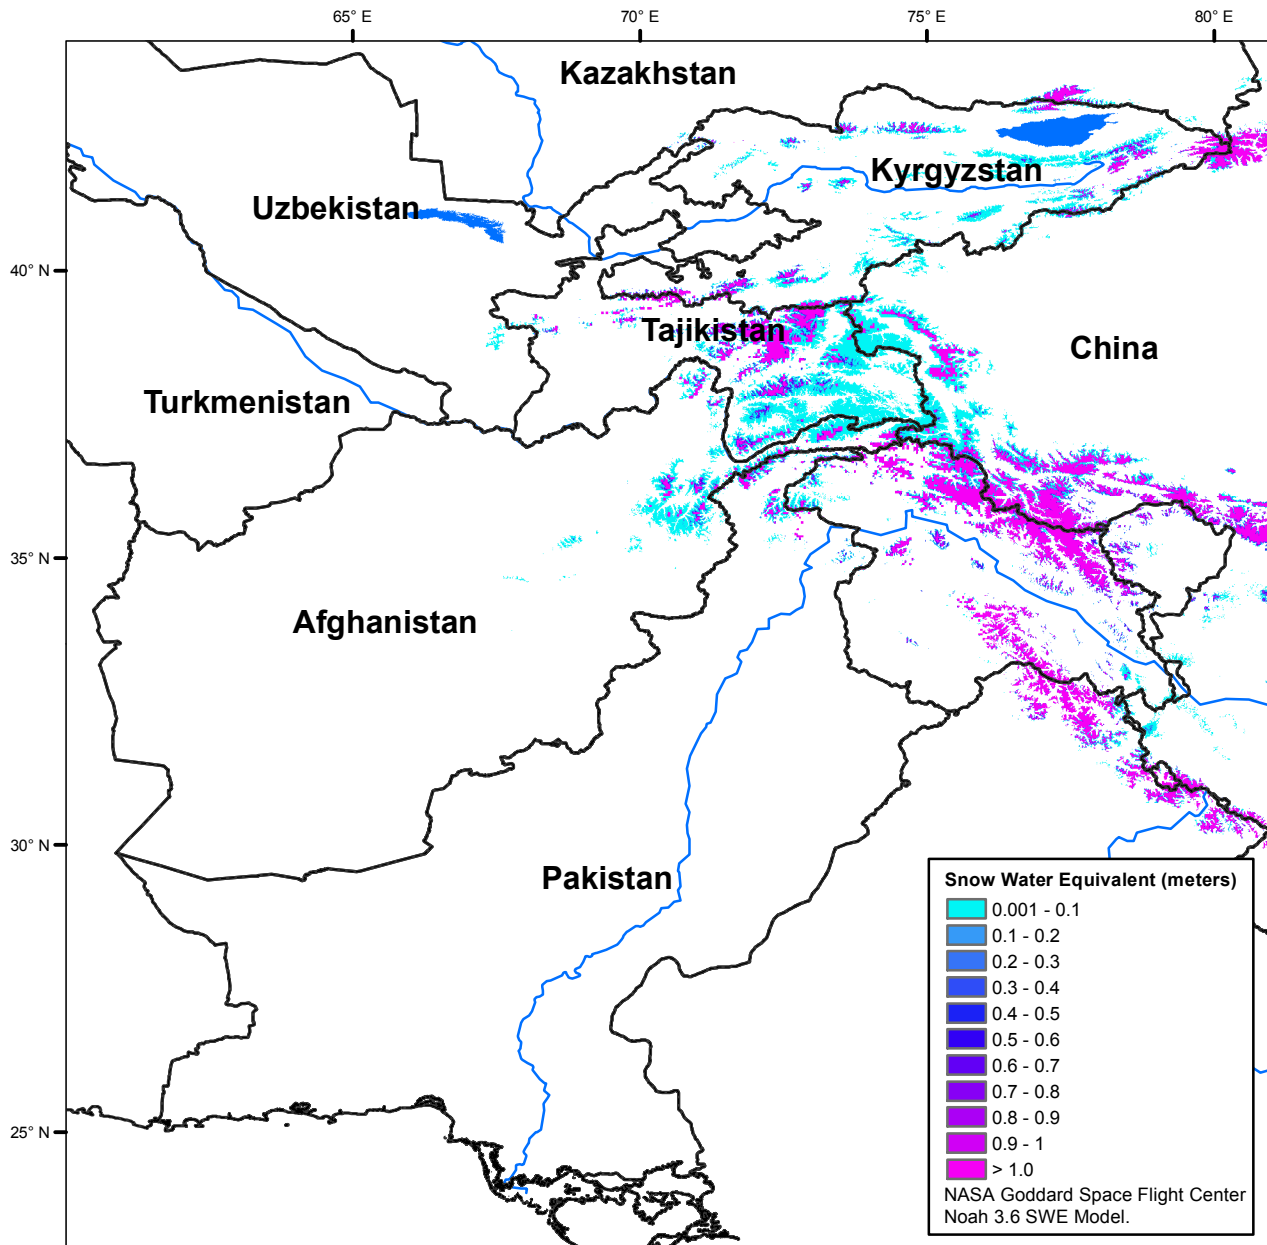 65° E
70° E
75° E
80° E
Kazakhstan
Kyrgyzstan
Uzbekistan
40° N
Tajikistan
China
Turkmenistan
35° N
Afghanistan
30° N
Pakistan
25° N
Snow Water Equivalent (meters)
0.001 - 0.1
0.1 - 0.2
0.2 - 0.3
0.3 - 0.4
0.4 - 0.5
0.5 - 0.6
0.6 - 0.7
0.7 - 0.8
0.8 - 0.9
0.9 - 1
> 1.0
NASA Goddard Space Flight Center
Noah 3.6 SWE Model.